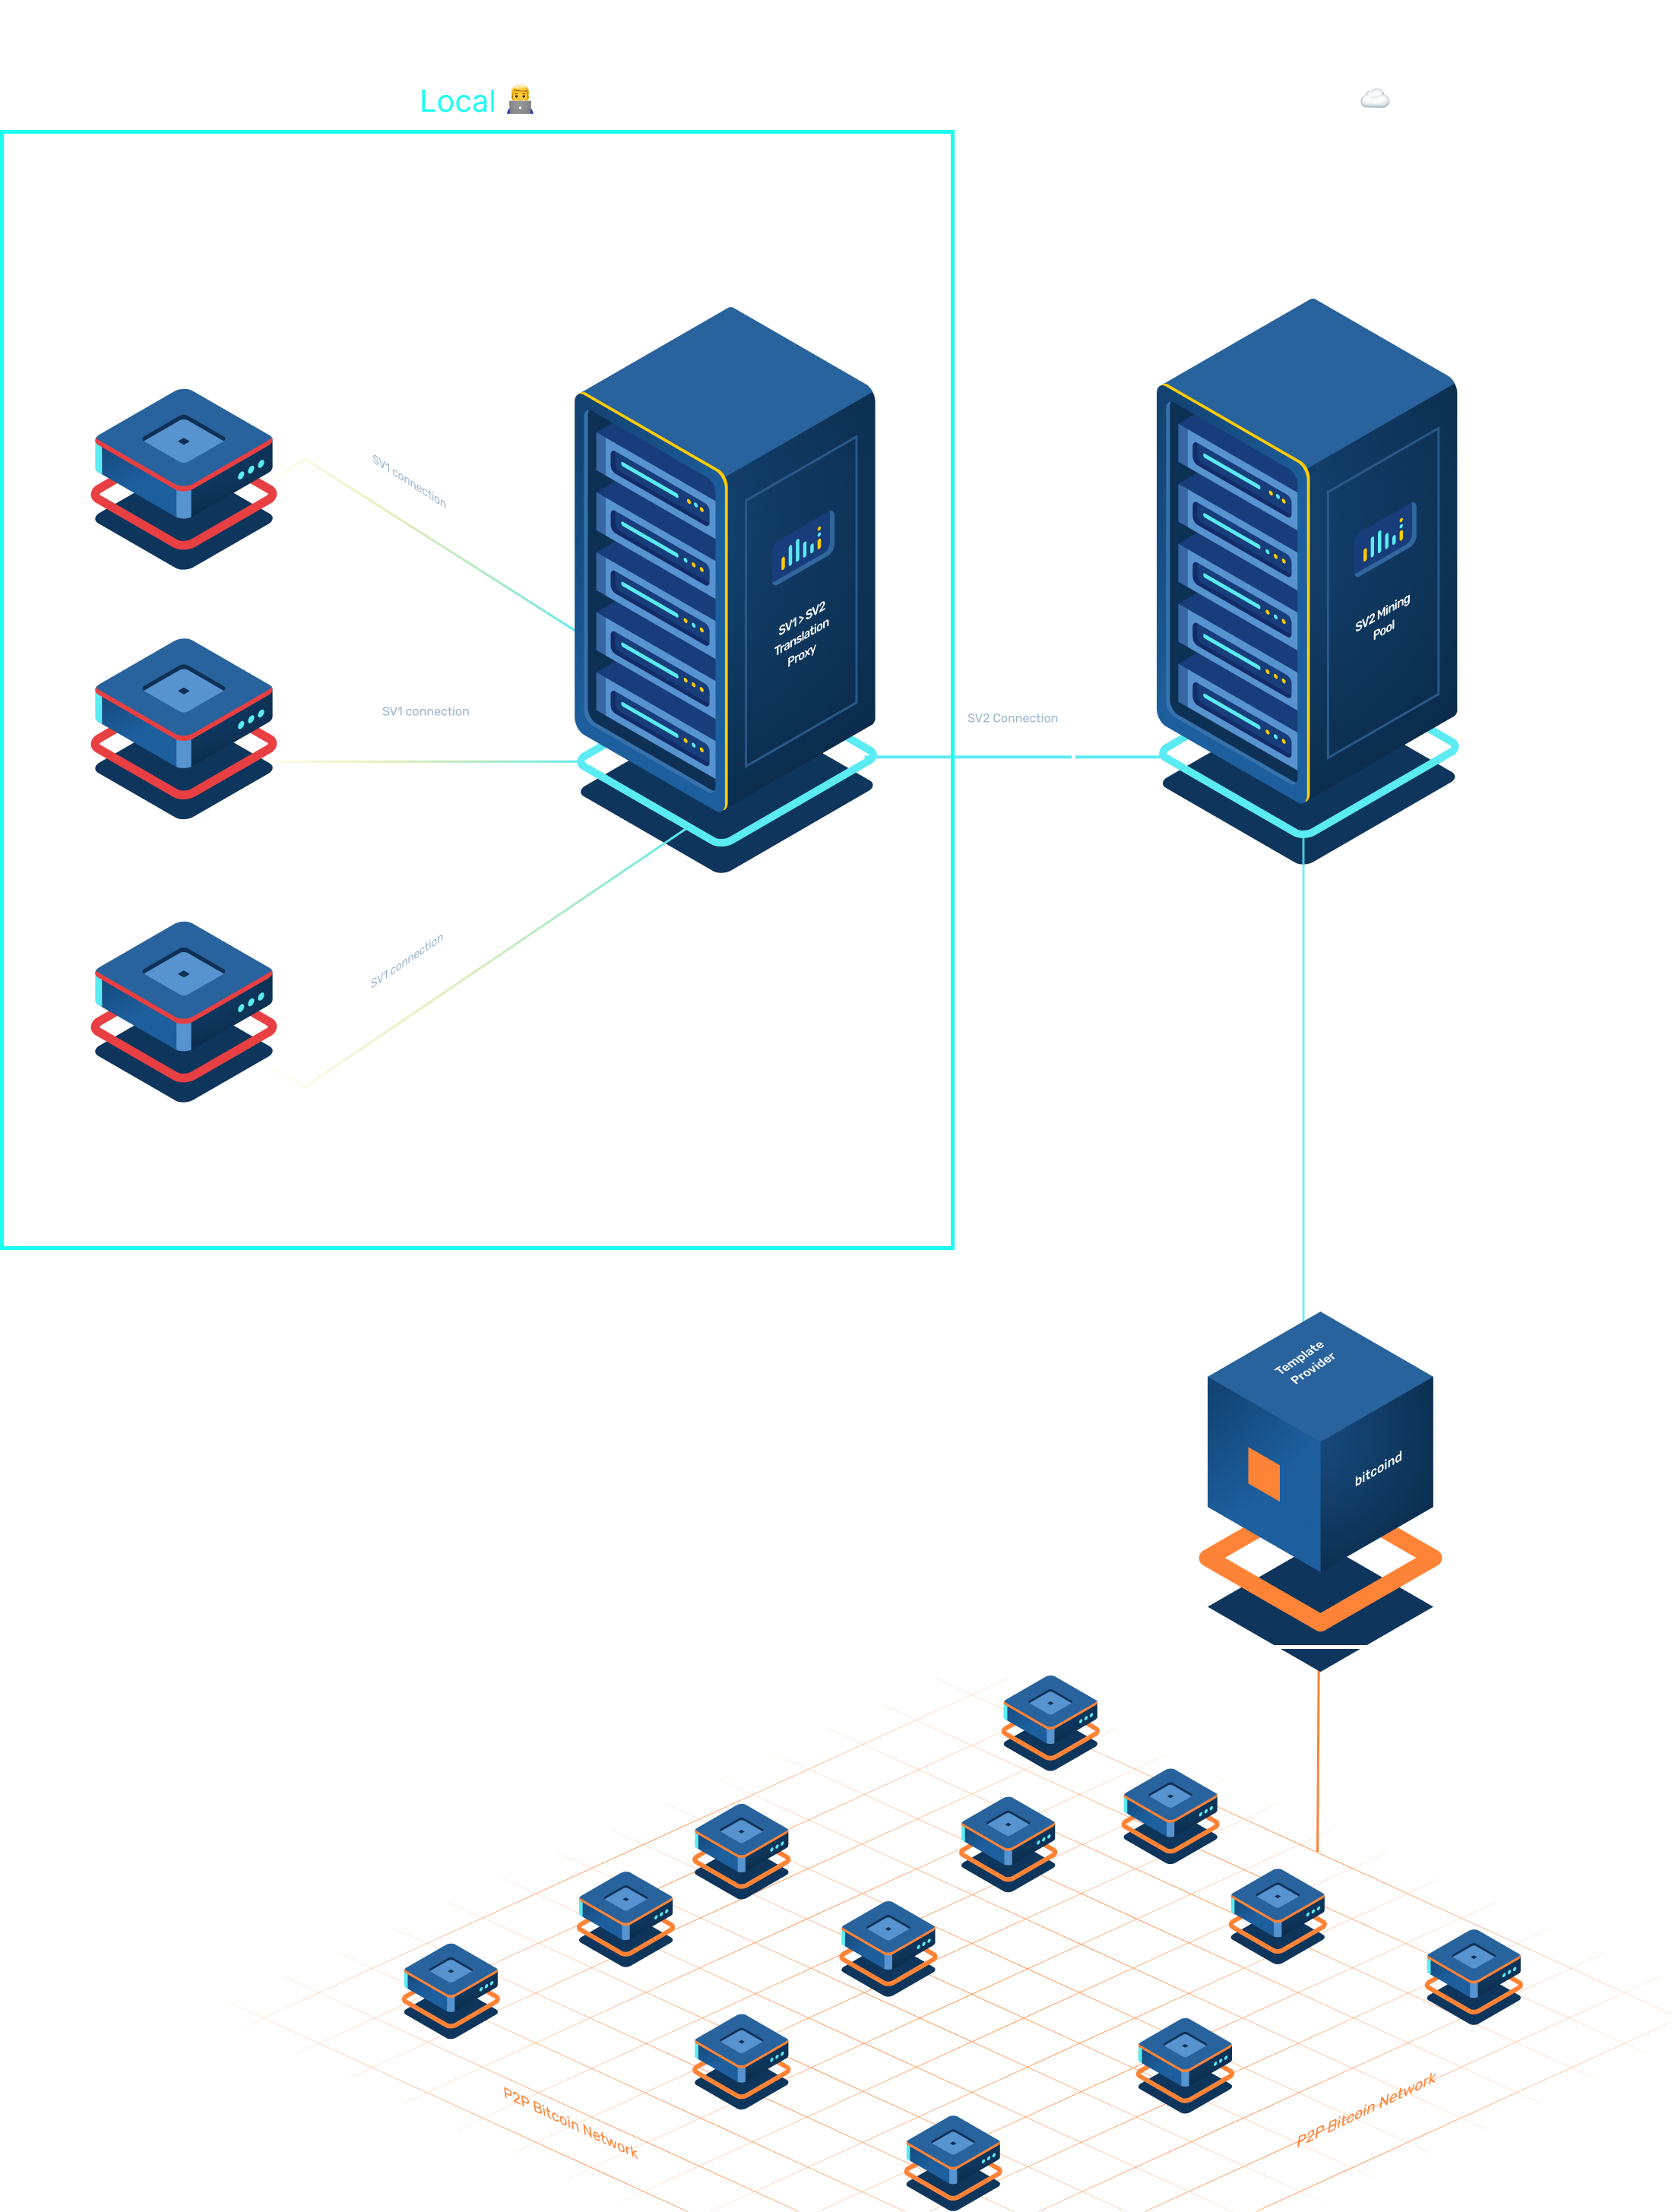 Local
SV1 connection
SV1 > SV2
Translation
Proxy
SV2 Mining
Pool
SV1 connection
SV2 Connection
SV1 connection
Template
Provider
bitcoind
P2P Bitcoin Network
P2P Bitcoin Network